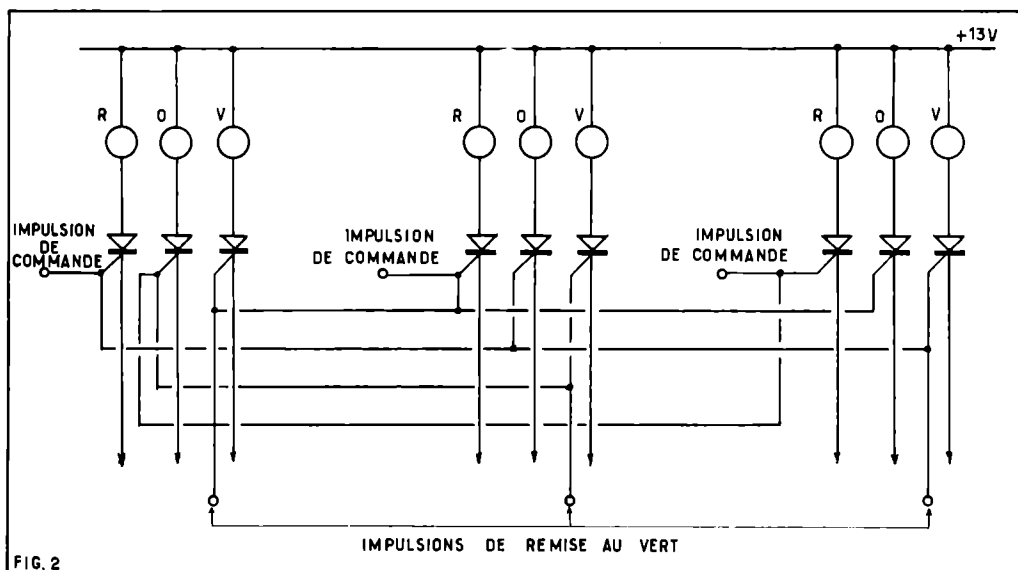 +13V
R O V R O V R O V
IMPULSION
DE
COMMANDE
IMPULSION
DE COMMANDE
IMPULSION
DE COMMANDE
IMPULSIONS DE REMISE AU VERT
FIG. 2